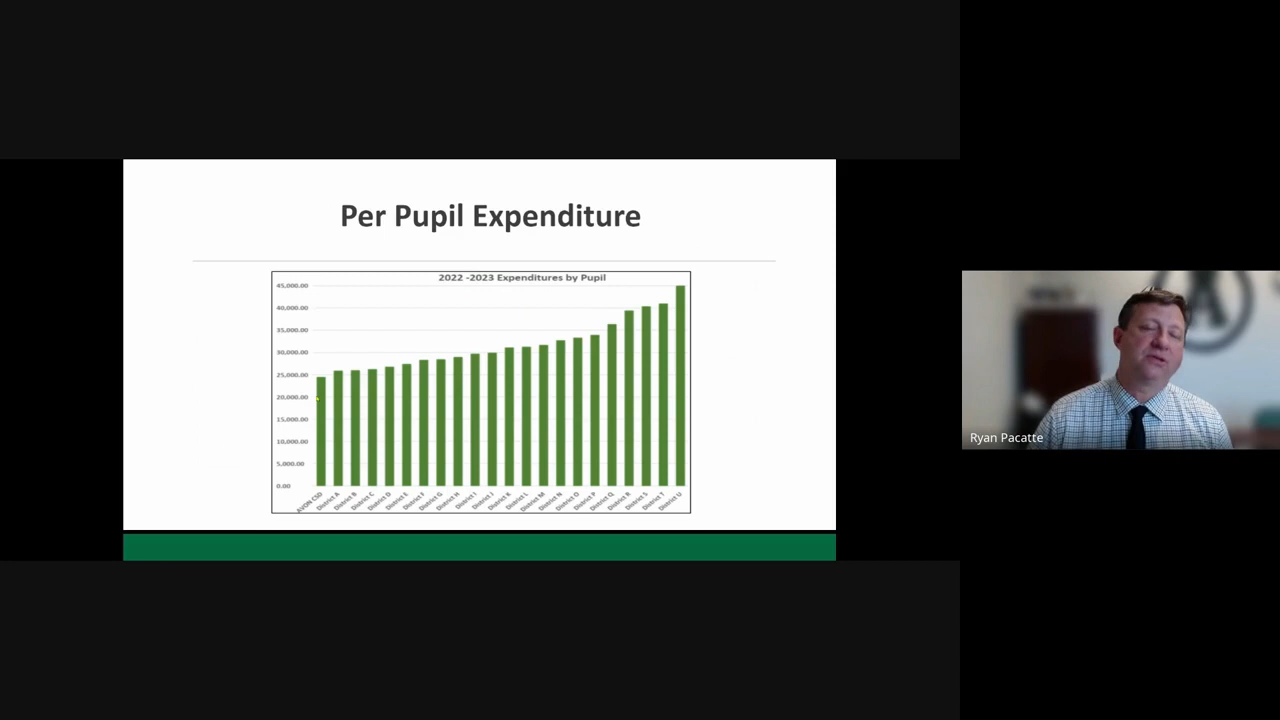 Per Pupil Expenditure
2022 -2023 Expenditures by Pupil
45,000.00
40,000.00
35,000.00
30,000.00
25,000.00
20,000.00
15,000.00
10,000.00
5,000.00
0.00
AVON CSD
District A
District B
District C
District D
District E
District F
District G
District H
District I
District J
District K
District L
District M
District N
District O
District P
District Q
District R
District S
District T
District U
Ryan Pacatte